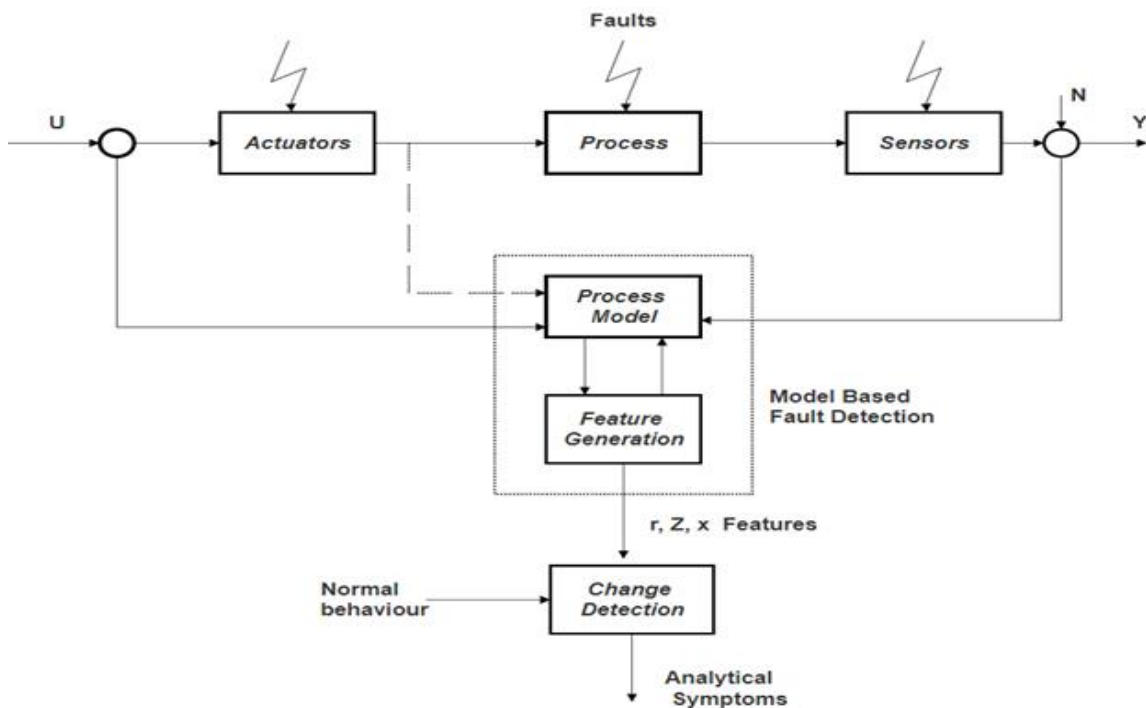 Faults
N
U
Y
Actuators
Process
Sensors
Process
Model
Model Based
Fault Detection
Feature
Generation
r, Z, x Features
Normal
behaviour
Change
Detection
Analytical
Symptoms